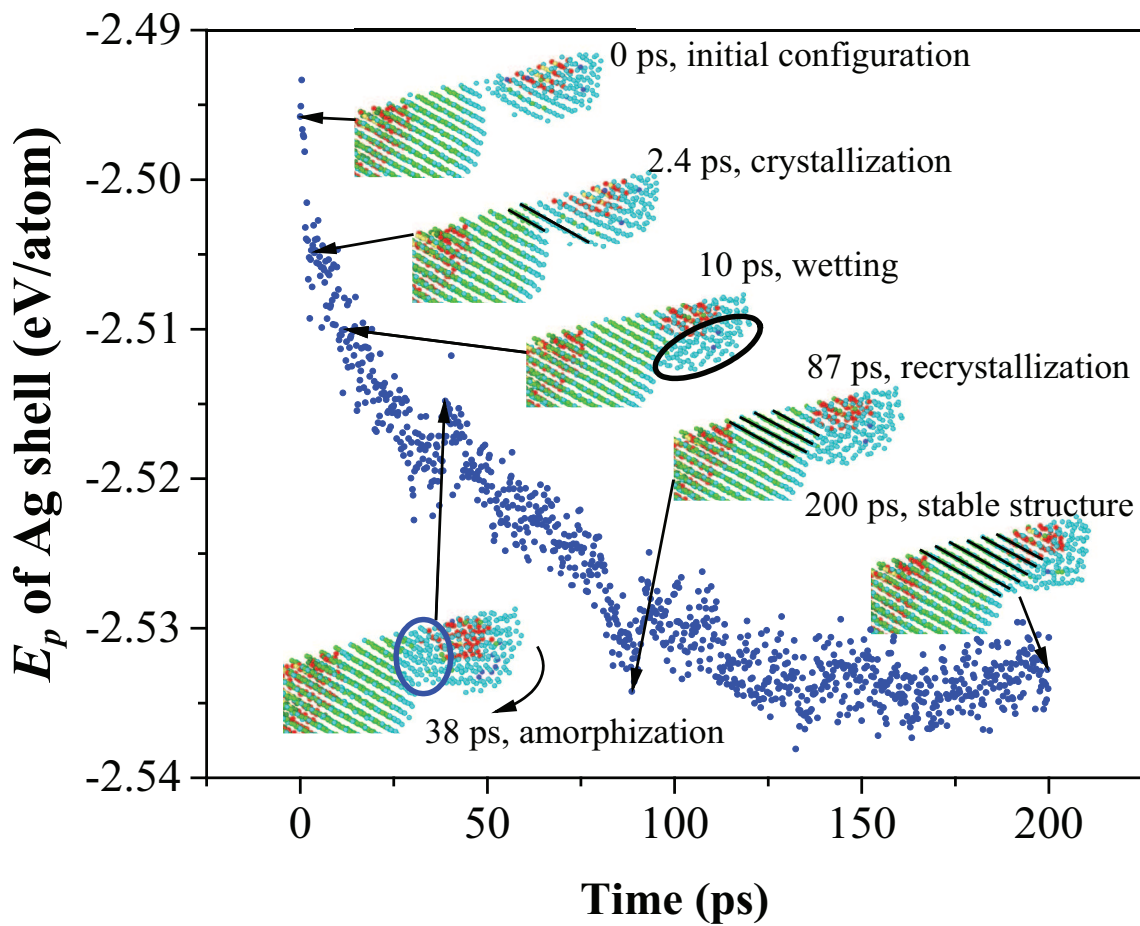 -2.49
-2.50
-2.51
-2.52
-2.53
-2.54
E_p of Ag shell (eV/atom)
0 ps, initial configuration
2.4 ps, crystallization
10 ps, wetting
87 ps, recrystallization
200 ps, stable structure
38 ps, amorphization
0 50 100 150 200
Time (ps)